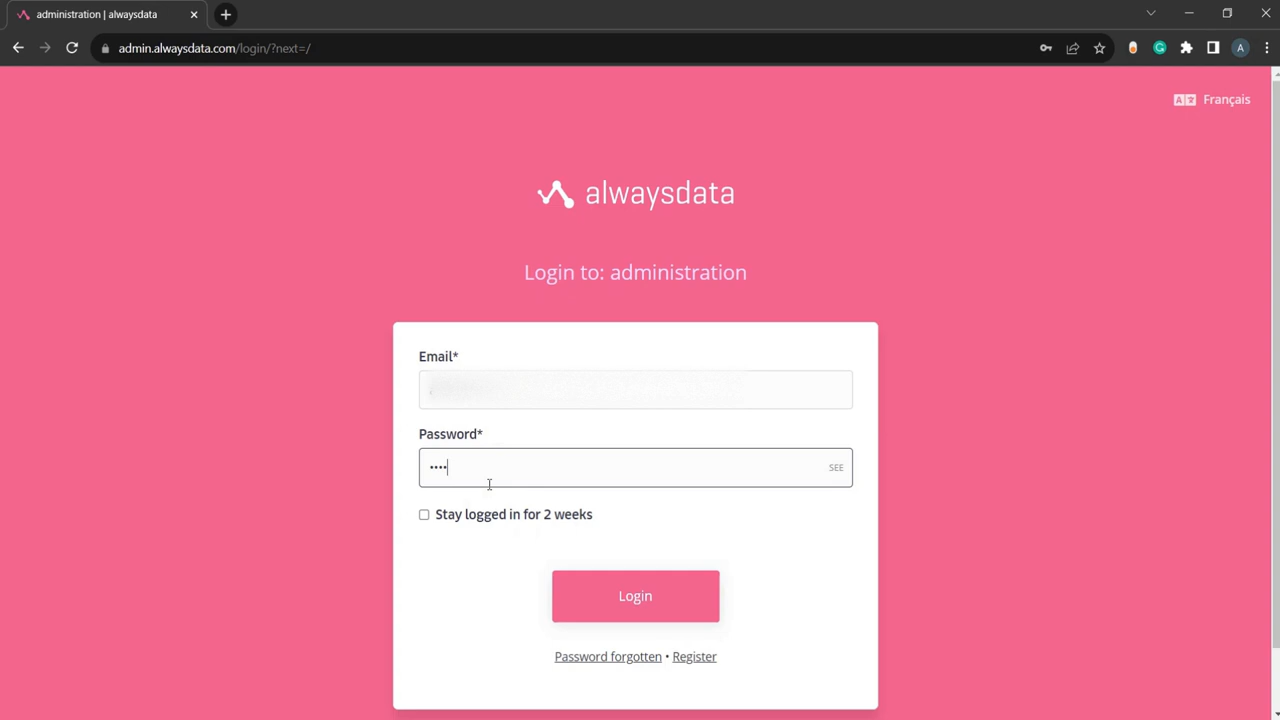 administration | alwaysdata
admin.alwaysdata.com/login/?next=/
A
Français
alwaysdata
Login to: administration
Email*
Password*
••••
SEE
Stay logged in for 2 weeks
Login
Password forgotten • Register